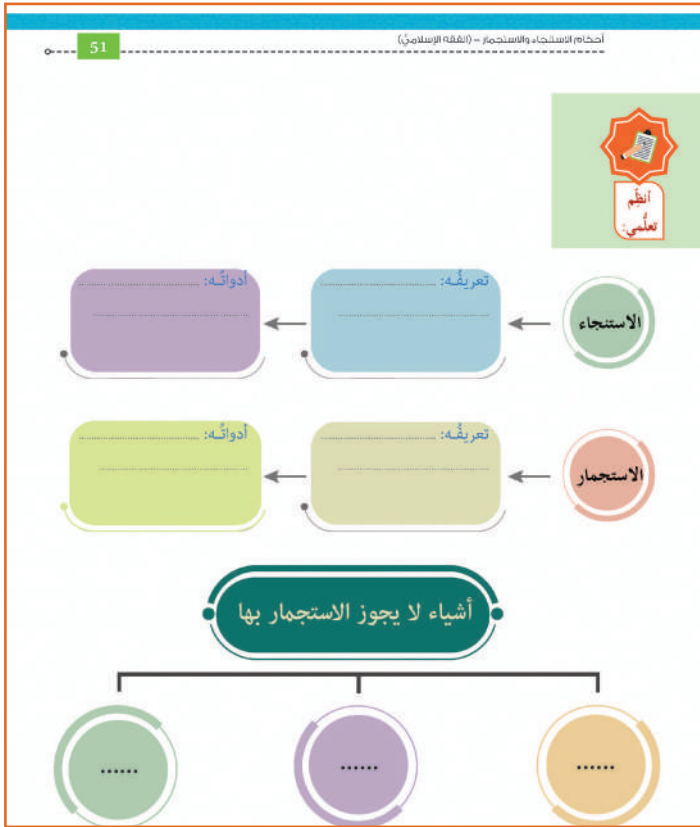 أحكام الاستنجاء والاستجمار - (الفقه الإسلاميّ)
51
أنظّم
تعلُّمي:
الاستنجاء
تعريفُـه: ..............................
أدواتُـه: ..............................
الاستجمار
تعريفُـه: ..............................
أدواتُـه: ..............................
أشياء لا يجوز الاستجمار بها
......
......
......